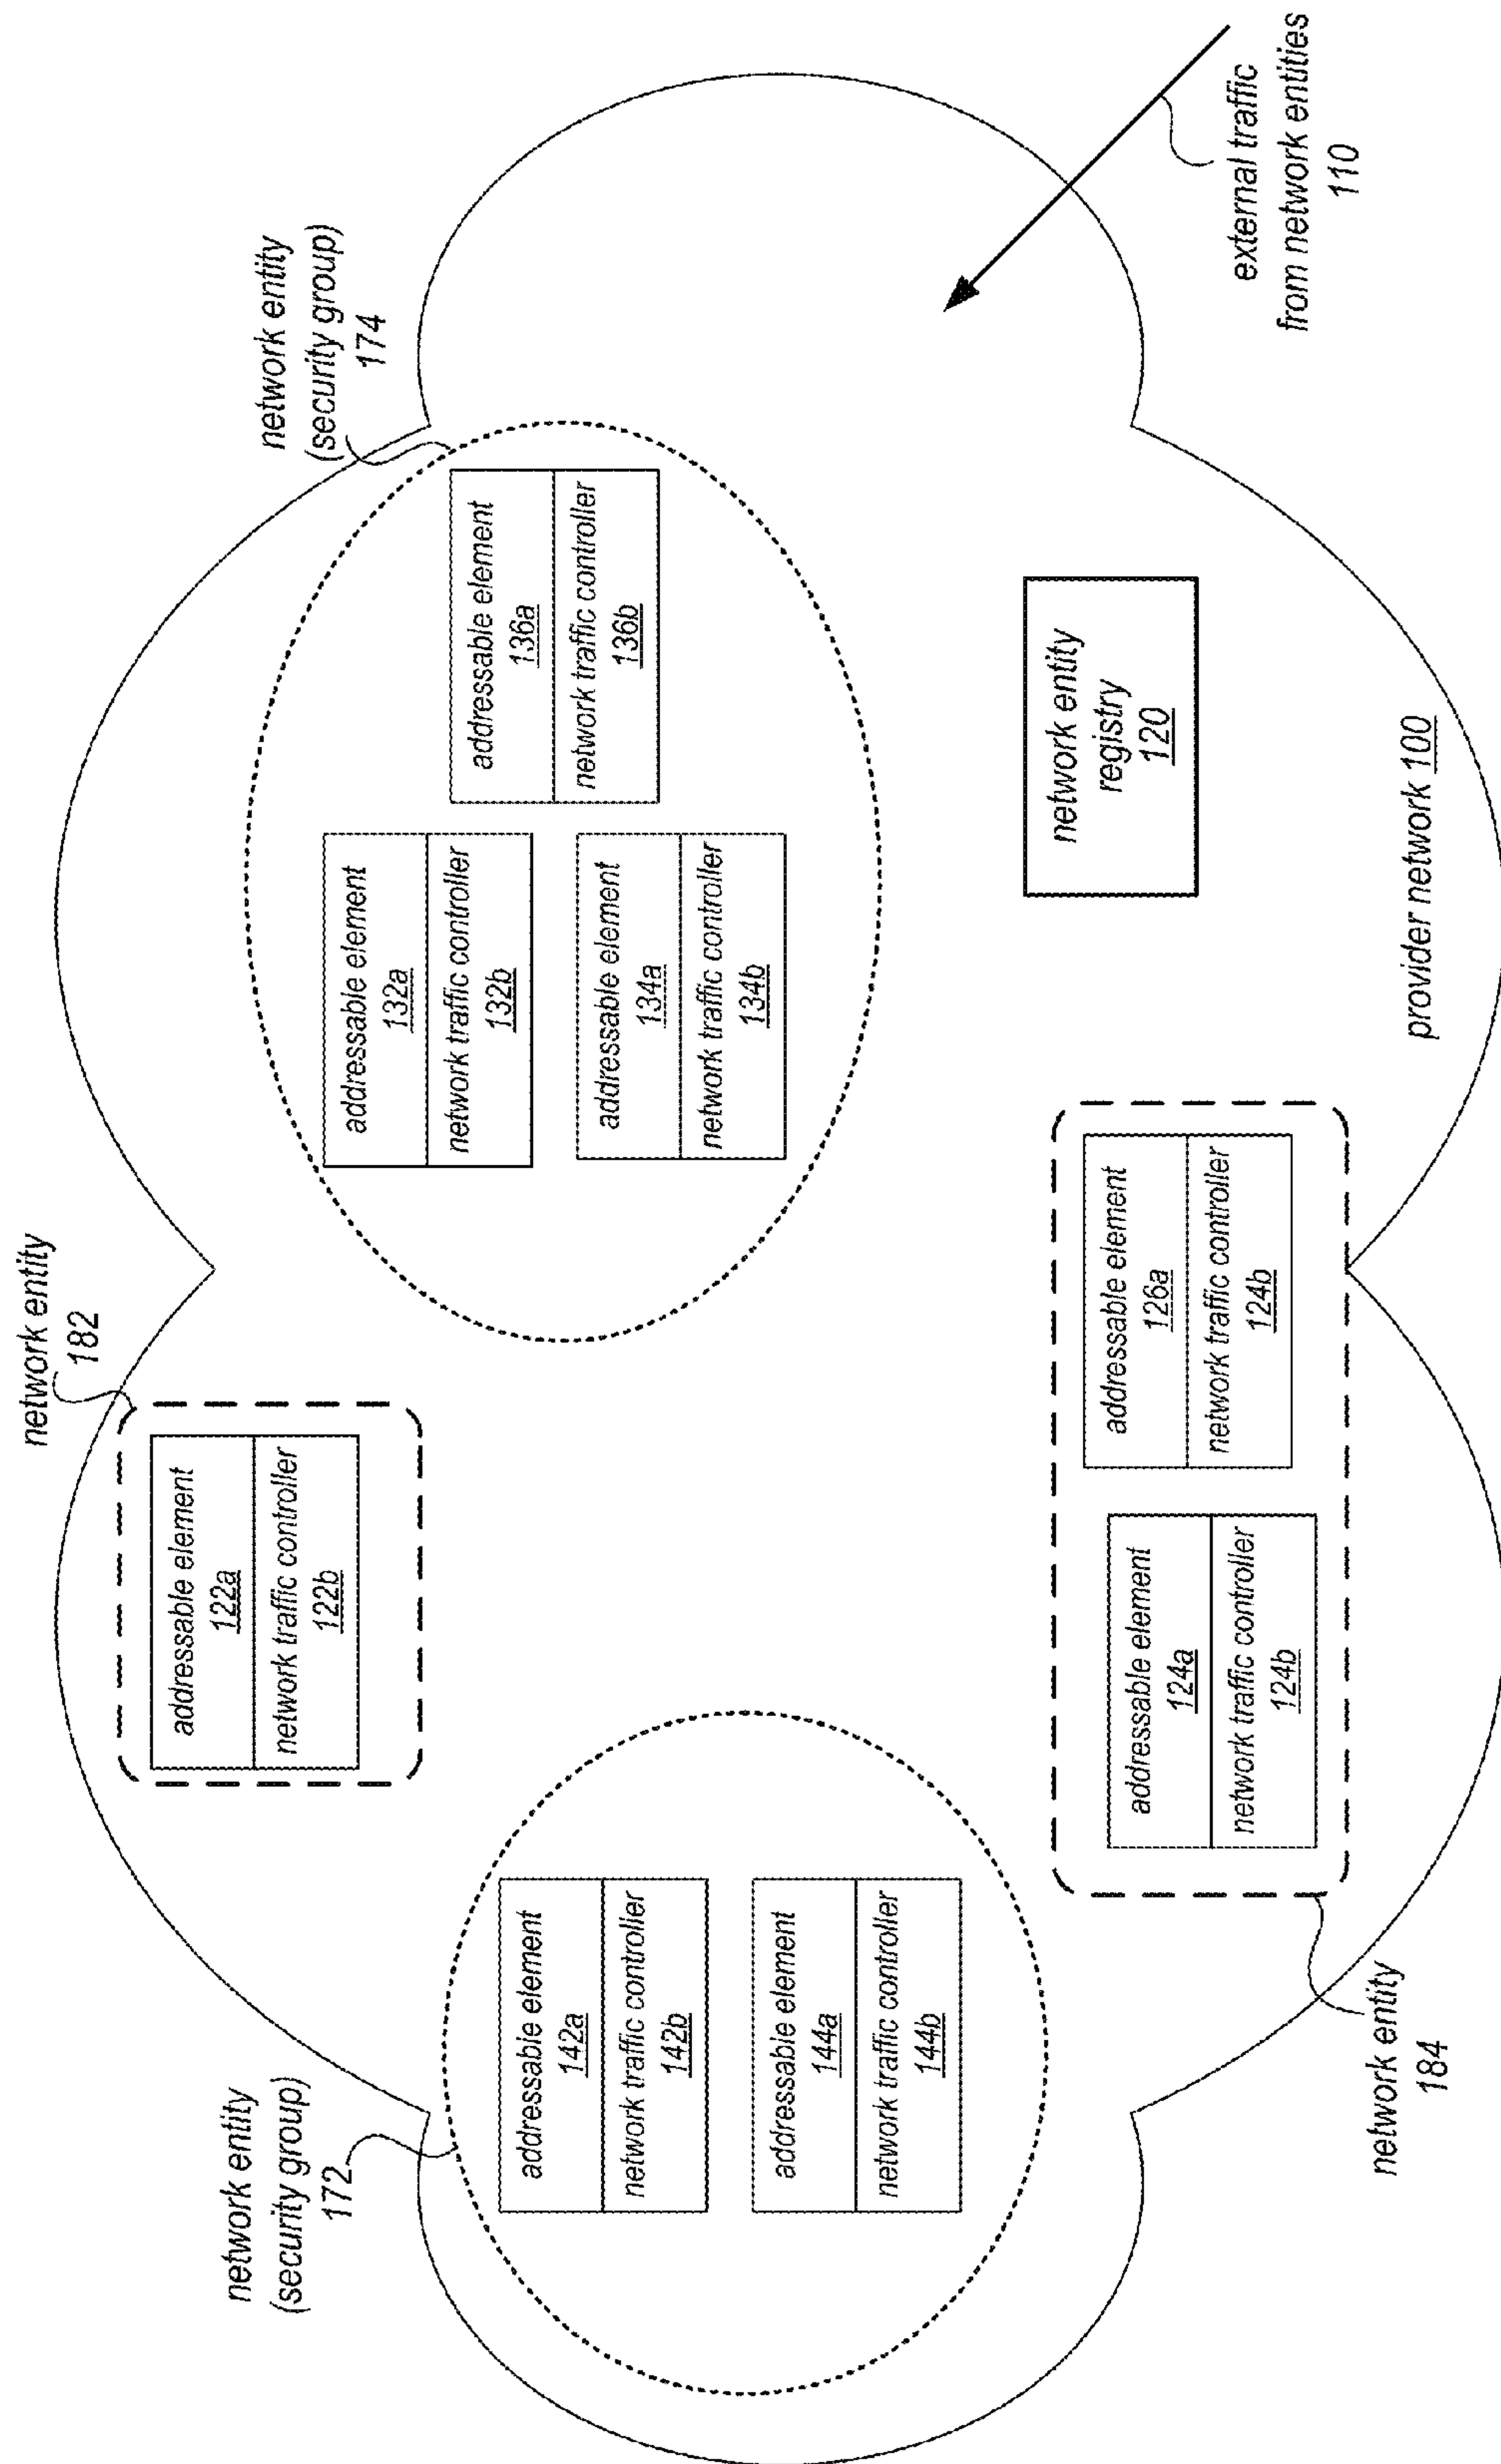 network entity
(security group)
172
addressable element
142a
network traffic controller
142b
addressable element
144a
network traffic controller
144b
network entity
182
addressable element
122a
network traffic controller
122b
network entity
184
addressable element
124a
network traffic controller
124b
addressable element
126a
network traffic controller
124b
network entity
(security group)
174
addressable element
132a
network traffic controller
132b
addressable element
134a
network traffic controller
134b
addressable element
136a
network traffic controller
136b
network entity
registry
120
provider network 100
external traffic
from network entities
110